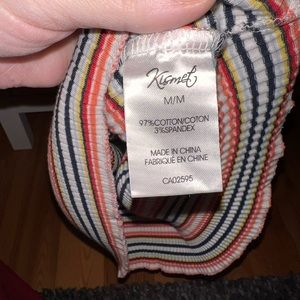 Kismet
M/M
97%COTTON/COTON
3%SPANDEX
MADE IN CHINA
FABRIQUÉ EN CHINE
CA02595